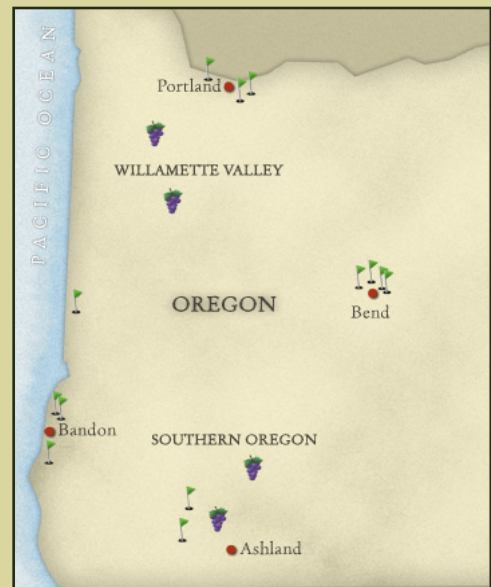 PACIFIC OCEAN
Portland
WILLAMETTE VALLEY
OREGON
Bend
Bandon
SOUTHERN OREGON
Ashland